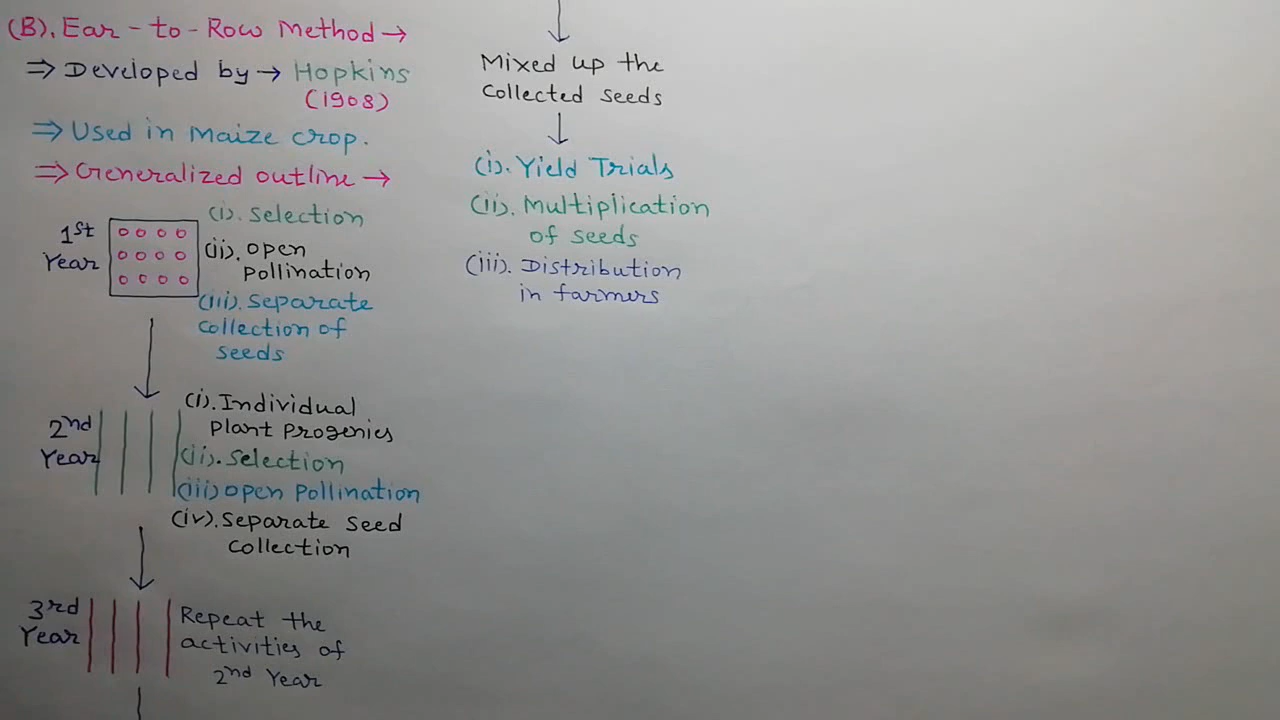 (B). Ear-to-Row Method →
⇒ Developed by → Hopkins
(1908)
⇒ Used in Maize crop.
⇒ Generalized outline →
1st
Year
(i). Selection
(ii). Open
pollination
(iii). Separate
collection of
seeds
2nd
Year
(i). Individual
plant progenies
(ii). Selection
(iii) Open Pollination
(iv). Separate Seed
collection
3rd
Year
Repeat the
activities of
2nd Year
Mixed up the
collected seeds
(i). Yield Trials
(ii). Multiplication
of seeds
(iii). Distribution
in farmers